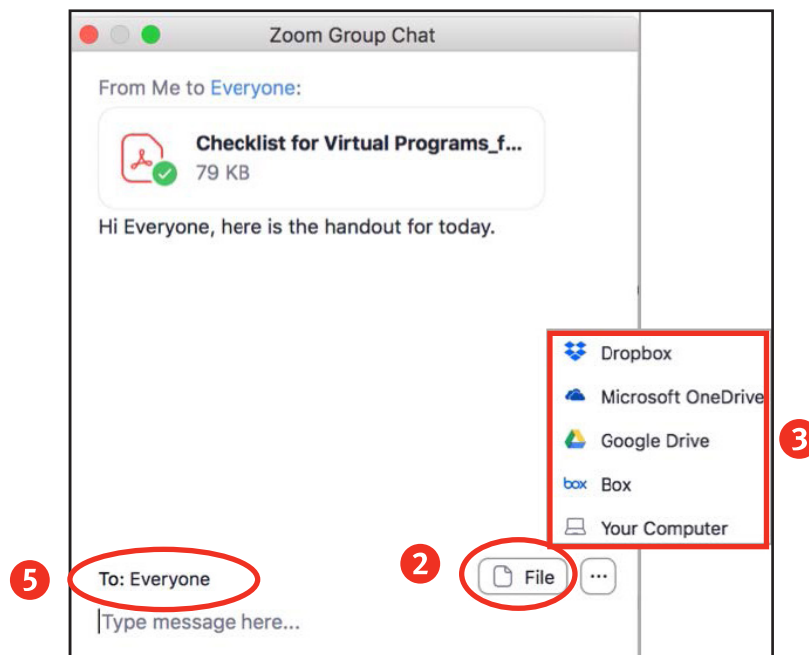 Zoom Group Chat
From Me to Everyone:
Checklist for Virtual Programs_f...
79 KB
Hi Everyone, here is the handout for today.
Dropbox
Microsoft OneDrive
Google Drive
box Box
Your Computer
3
5
To: Everyone
2
File
...
Type message here...